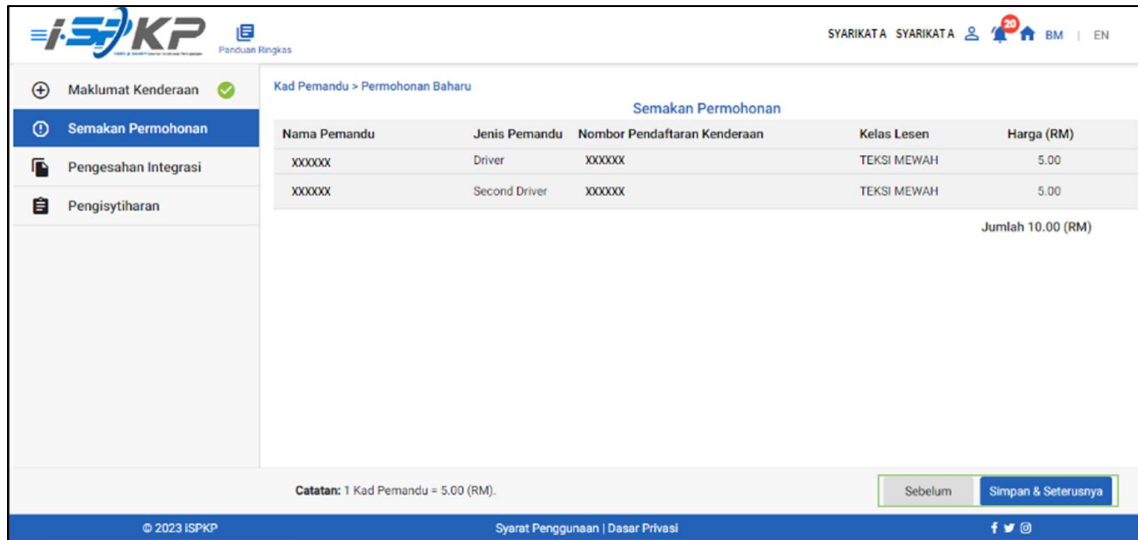 i.SPKP
Panduan Ringkas
SYARIKAT A SYARIKAT A 20 BM | EN
Maklumat Kenderaan
Semakan Permohonan
Pengesahan Integrasi
Pengisytiharan
Kad Pemandu > Permohonan Baharu
Semakan Permohonan
Nama Pemandu Jenis Pemandu Nombor Pendaftaran Kenderaan Kelas Lesen Harga (RM)
XXXXXX Driver XXXXXX TEKSI MEWAH 5.00
XXXXXX Second Driver XXXXXX TEKSI MEWAH 5.00
Jumlah 10.00 (RM)
Catatan: 1 Kad Pemandu = 5.00 (RM).
Sebelum Simpan & Seterusnya
© 2023 iSPKP Syarat Penggunaan | Dasar Privasi